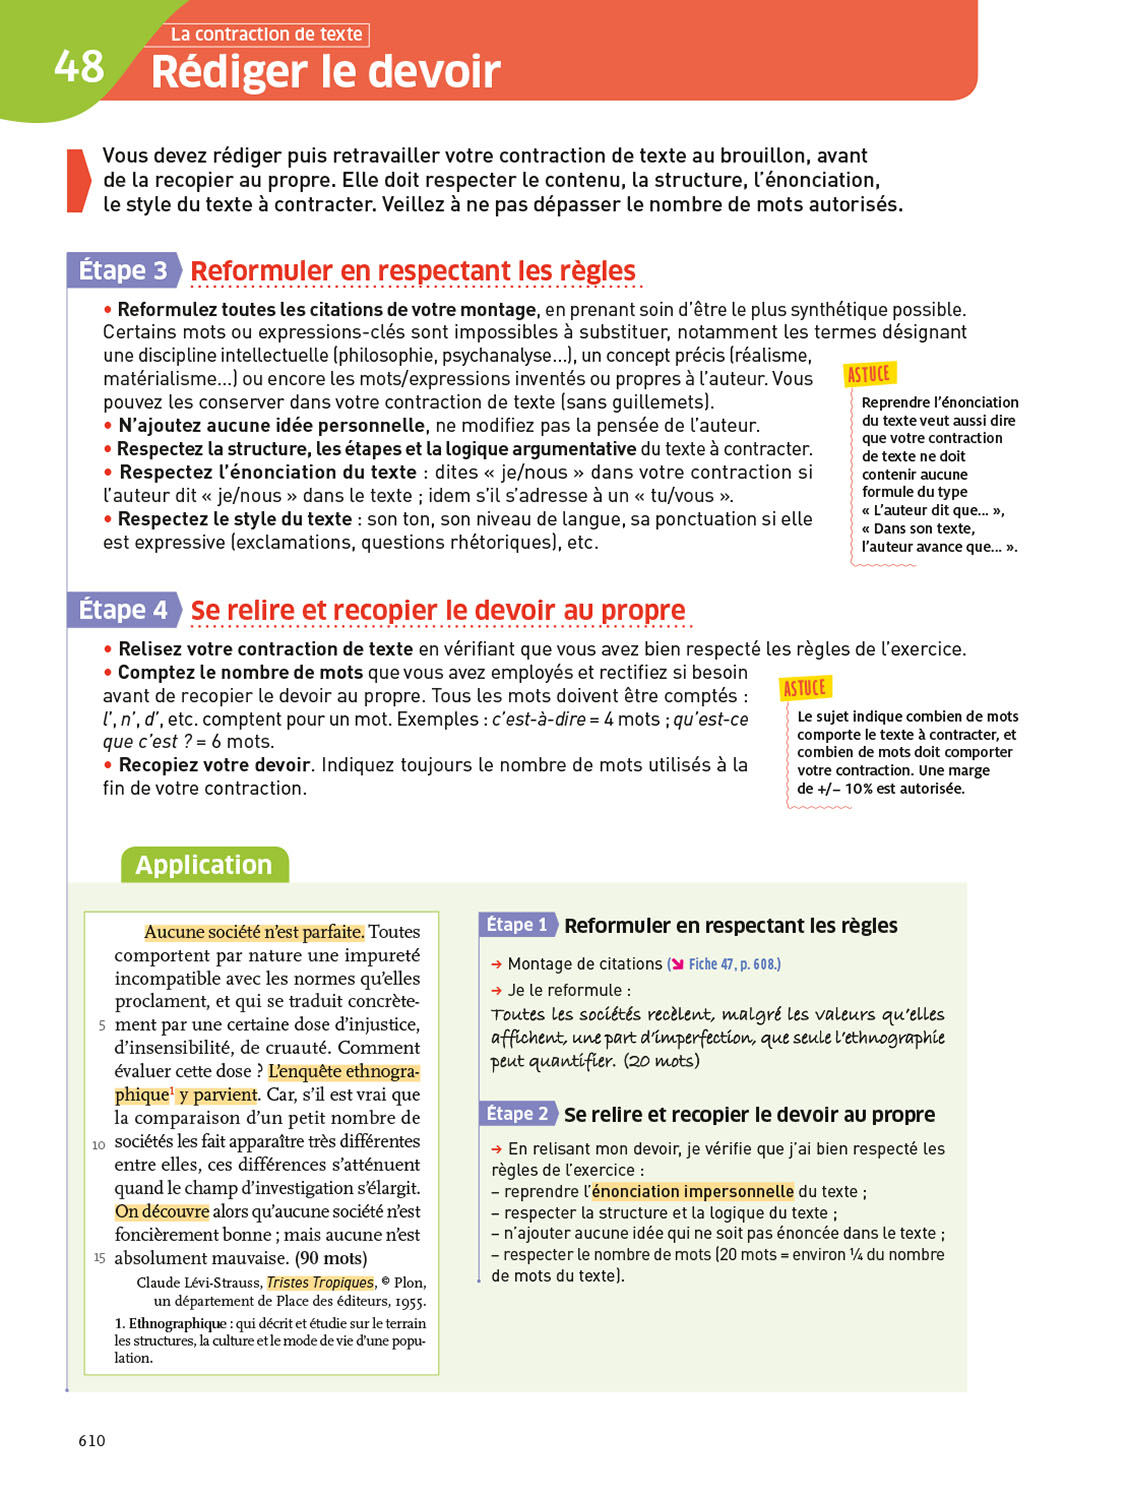 La contraction de texte
48
Rédiger le devoir
Vous devez rédiger puis retravailler votre contraction de texte au brouillon, avant
de la recopier au propre. Elle doit respecter le contenu, la structure, l'énonciation,
le style du texte à contracter. Veillez à ne pas dépasser le nombre de mots autorisés.
Étape 3 Reformuler en respectant les règles
• Reformulez toutes les citations de votre montage, en prenant soin d'être le plus synthétique possible.
Certains mots ou expressions-clés sont impossibles à substituer, notamment les termes désignant
une discipline intellectuelle (philosophie, psychanalyse...), un concept précis (réalisme,
matérialisme...) ou encore les mots/expressions inventés ou propres à l'auteur. Vous
pouvez les conserver dans votre contraction de texte (sans guillemets).
• N'ajoutez aucune idée personnelle, ne modifiez pas la pensée de l'auteur.
• Respectez la structure, les étapes et la logique argumentative du texte à contracter.
• Respectez l'énonciation du texte : dites « je/nous » dans votre contraction si
l'auteur dit « je/nous » dans le texte ; idem s'il s'adresse à un « tu/vous ».
• Respectez le style du texte : son ton, son niveau de langue, sa ponctuation si elle
est expressive (exclamations, questions rhétoriques), etc.
ASTUCE
Reprendre l'énonciation
du texte veut aussi dire
que votre contraction
de texte ne doit
contenir aucune
formule du type
« L'auteur dit que... »,
« Dans son texte,
l'auteur avance que... ».
Étape 4 Se relire et recopier le devoir au propre
• Relisez votre contraction de texte en vérifiant que vous avez bien respecté les règles de l'exercice.
• Comptez le nombre de mots que vous avez employés et rectifiez si besoin
avant de recopier le devoir au propre. Tous les mots doivent être comptés :
l', n', d', etc. comptent pour un mot. Exemples : c'est-à-dire = 4 mots ; qu'est-ce
que c'est ? = 6 mots.
• Recopiez votre devoir. Indiquez toujours le nombre de mots utilisés à la
fin de votre contraction.
ASTUCE
Le sujet indique combien de mots
comporte le texte à contracter, et
combien de mots doit comporter
votre contraction. Une marge
de +/– 10% est autorisée.
Application
Aucune société n'est parfaite. Toutes
comportent par nature une impureté
incompatible avec les normes qu'elles
proclament, et qui se traduit concrète-
5 ment par une certaine dose d'injustice,
d'insensibilité, de cruauté. Comment
évaluer cette dose ? L'enquête ethnogra-
phique1 y parvient. Car, s'il est vrai que
la comparaison d'un petit nombre de
10 sociétés les fait apparaître très différentes
entre elles, ces différences s'atténuent
quand le champ d'investigation s'élargit.
On découvre alors qu'aucune société n'est
foncièrement bonne ; mais aucune n'est
15 absolument mauvaise. (90 mots)
Claude Lévi-Strauss, Tristes Tropiques, © Plon,
un département de Place des éditeurs, 1955.
1. Ethnographique : qui décrit et étudie sur le terrain
les structures, la culture et le mode de vie d'une popu-
lation.
Étape 1 Reformuler en respectant les règles
→ Montage de citations (↘ Fiche 47, p. 608.)
→ Je le reformule :
Toutes les sociétés recèlent, malgré les valeurs qu'elles
affichent, une part d'imperfection, que seule l'ethnographie
peut quantifier. (20 mots)
Étape 2 Se relire et recopier le devoir au propre
→ En relisant mon devoir, je vérifie que j'ai bien respecté les
règles de l'exercice :
– reprendre l'énonciation impersonnelle du texte ;
– respecter la structure et la logique du texte ;
– n'ajouter aucune idée qui ne soit pas énoncée dans le texte ;
– respecter le nombre de mots (20 mots = environ ¼ du nombre
de mots du texte).
610